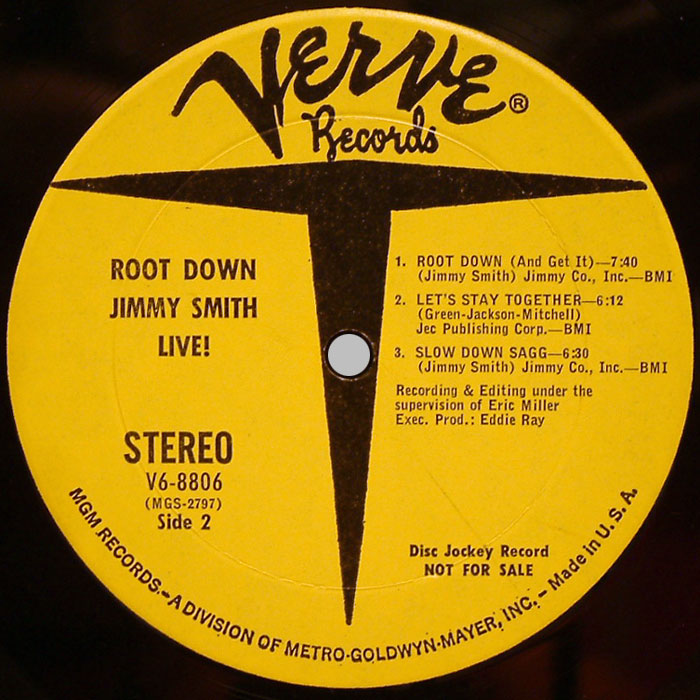 Verve®
Records
ROOT DOWN
JIMMY SMITH
LIVE!
STEREO
V6-8806
(MGS-2797)
Side 2
1. ROOT DOWN (And Get It)—7:40
(Jimmy Smith) Jimmy Co., Inc.—BMI
2. LET'S STAY TOGETHER—6:12
(Green-Jackson-Mitchell)
Jec Publishing Corp.—BMI
3. SLOW DOWN SAGG—6:30
(Jimmy Smith) Jimmy Co., Inc.—BMI
Recording & Editing under the
supervision of Eric Miller
Exec. Prod.: Eddie Ray
Disc Jockey Record
NOT FOR SALE
MGM RECORDS.—A DIVISION OF METRO-GOLDWYN-MAYER, INC. – Made in U. S. A.